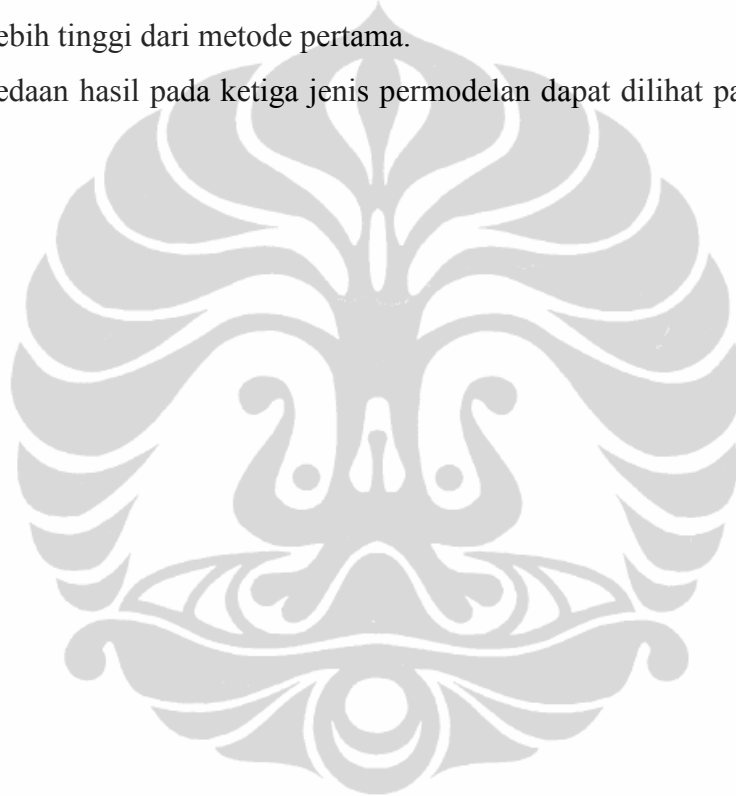 ebih tinggi dari metode pertama.
edaan hasil pada ketiga jenis permodelan dapat dilihat pa